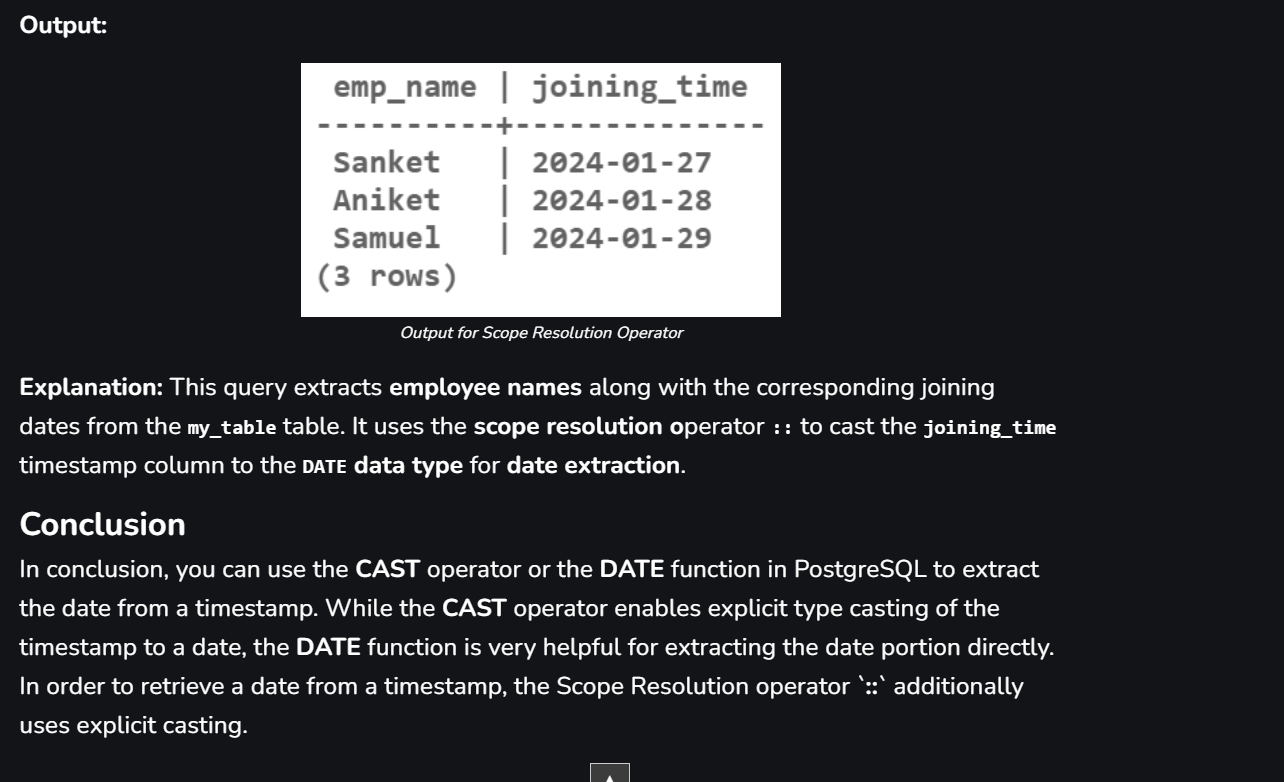 Output:
emp_name | joining_time
----------+--------------
Sanket | 2024-01-27
Aniket | 2024-01-28
Samuel | 2024-01-29
(3 rows)
Output for Scope Resolution Operator
Explanation: This query extracts employee names along with the corresponding joining
dates from the my_table table. It uses the scope resolution operator :: to cast the joining_time
timestamp column to the DATE data type for date extraction.
Conclusion
In conclusion, you can use the CAST operator or the DATE function in PostgreSQL to extract
the date from a timestamp. While the CAST operator enables explicit type casting of the
timestamp to a date, the DATE function is very helpful for extracting the date portion directly.
In order to retrieve a date from a timestamp, the Scope Resolution operator `::` additionally
uses explicit casting.